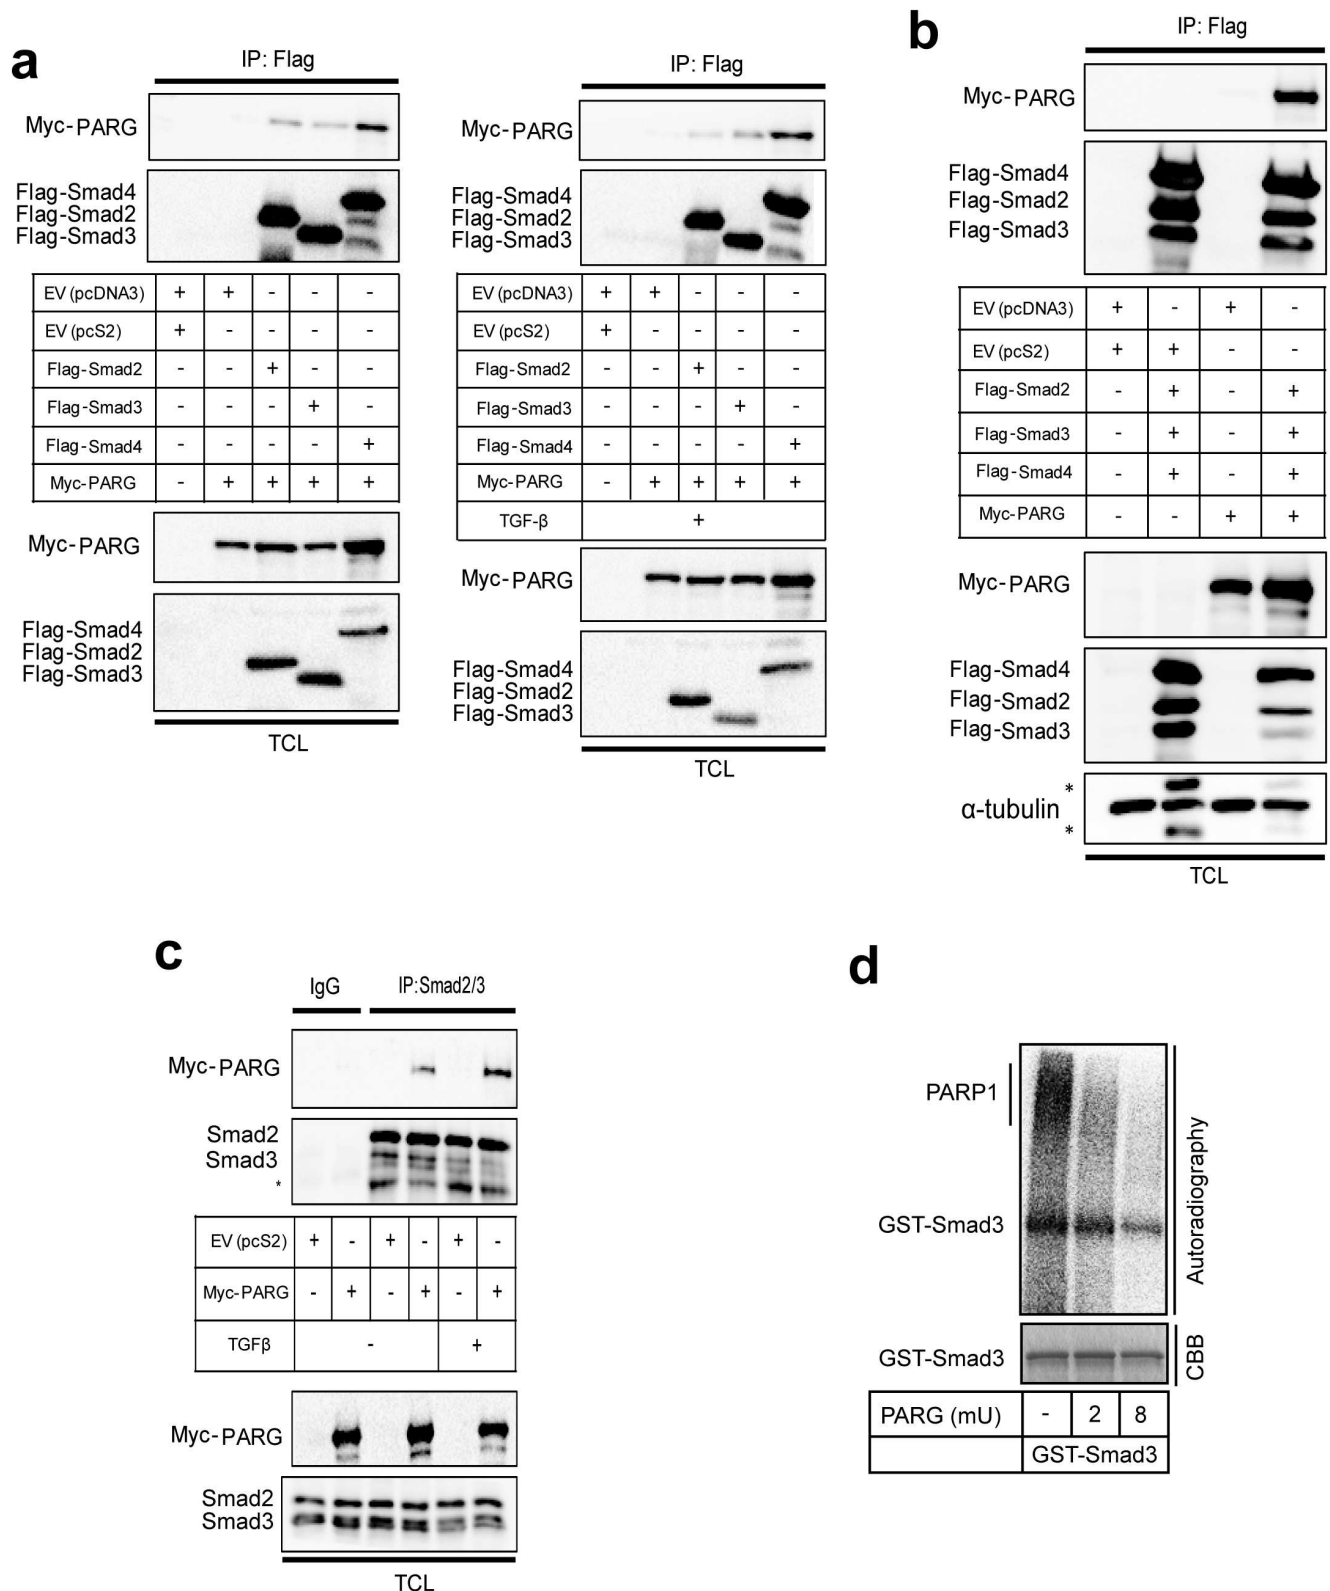 a
IP: Flag
Myc-PARG
Flag-Smad4
Flag-Smad2
Flag-Smad3
EV (pcDNA3) + + - - -
EV (pcS2) + - - - -
Flag-Smad2 - - + - -
Flag-Smad3 - - - + -
Flag-Smad4 - - - - +
Myc-PARG - + + + +
Myc-PARG
Flag-Smad4
Flag-Smad2
Flag-Smad3
TCL
IP: Flag
Myc-PARG
Flag-Smad4
Flag-Smad2
Flag-Smad3
EV (pcDNA3) + + - - -
EV (pcS2) + - - - -
Flag-Smad2 - - + - -
Flag-Smad3 - - - + -
Flag-Smad4 - - - - +
Myc-PARG - + + + +
TGF-β +
Myc-PARG
Flag-Smad4
Flag-Smad2
Flag-Smad3
TCL
b
IP: Flag
Myc-PARG
Flag-Smad4
Flag-Smad2
Flag-Smad3
EV (pcDNA3) + - + -
EV (pcS2) + + - -
Flag-Smad2 - + - +
Flag-Smad3 - + - +
Flag-Smad4 - + - +
Myc-PARG - - + +
Myc-PARG
Flag-Smad4
Flag-Smad2
Flag-Smad3
*
α-tubulin
*
TCL
c
IgG IP:Smad2/3
Myc-PARG
Smad2
Smad3
*
EV (pcS2) + - + - + -
Myc-PARG - + - + - +
TGFβ - +
Myc-PARG
Smad2
Smad3
TCL
d
PARP1
GST-Smad3
Autoradiography
GST-Smad3
CBB
PARG (mU) - 2 8
GST-Smad3